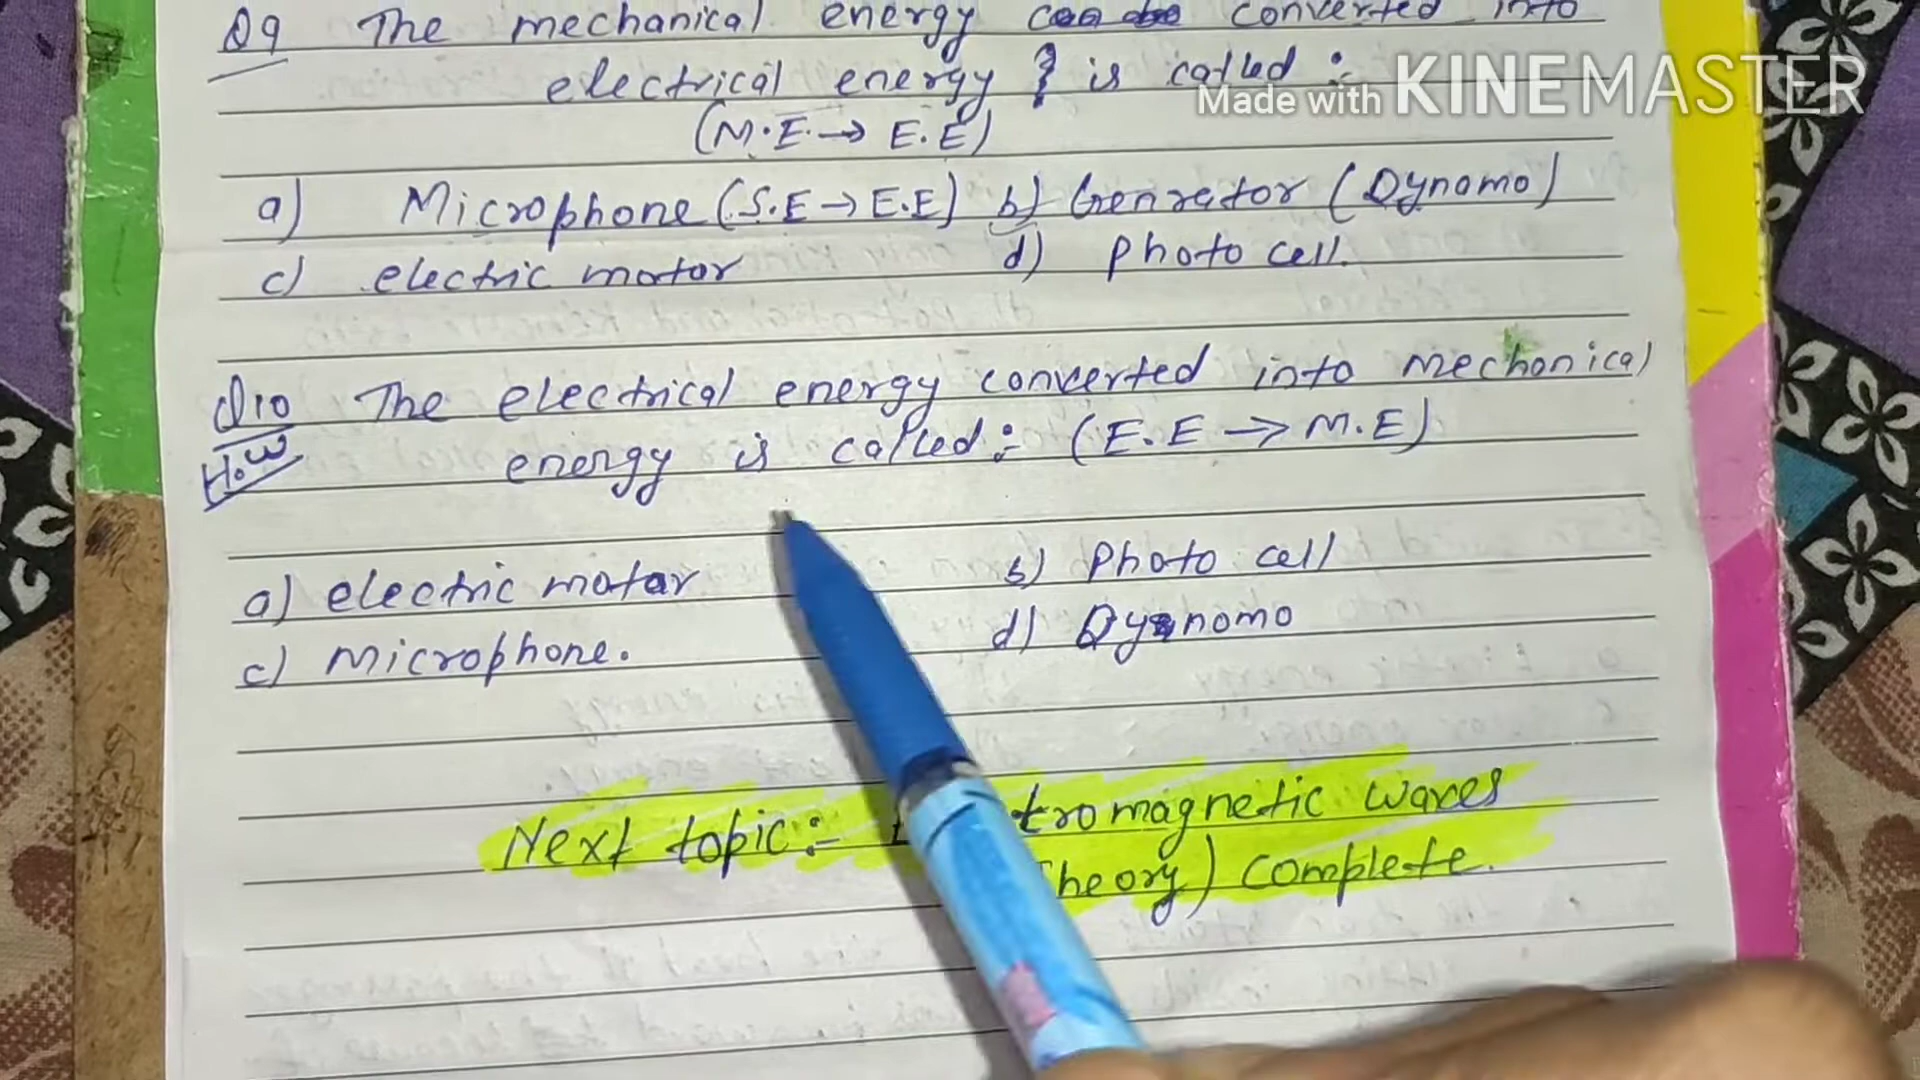 Q9 The mechanical energy converted into
electrical energy is called :-
Made with KINEMASTER
(M.E. → E.E)
a) Microphone (S.E → E.E) b) Genrator (Dynamo)
c) electric motor d) photo cell.
Q10 The electrical energy converted into mechanical
H.W energy is called :- (E.E → M.E)
a) electric motor b) Photo cell
c) microphone. d) Dynomo
Next topic :- tromagnetic waves
heory) complete.